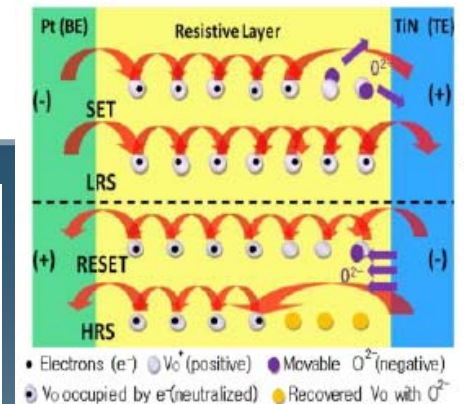 Pt (BE) Resistive Layer TiN (TE)
O²⁻
(-) (+)
SET
LRS
(+) RESET (-)
O²⁻
HRS
• Electrons (e⁻) Vo⁺(positive) Movable O²⁻(negative)
Vo occupied by e⁻(neutralized) Recovered Vo with O²⁻